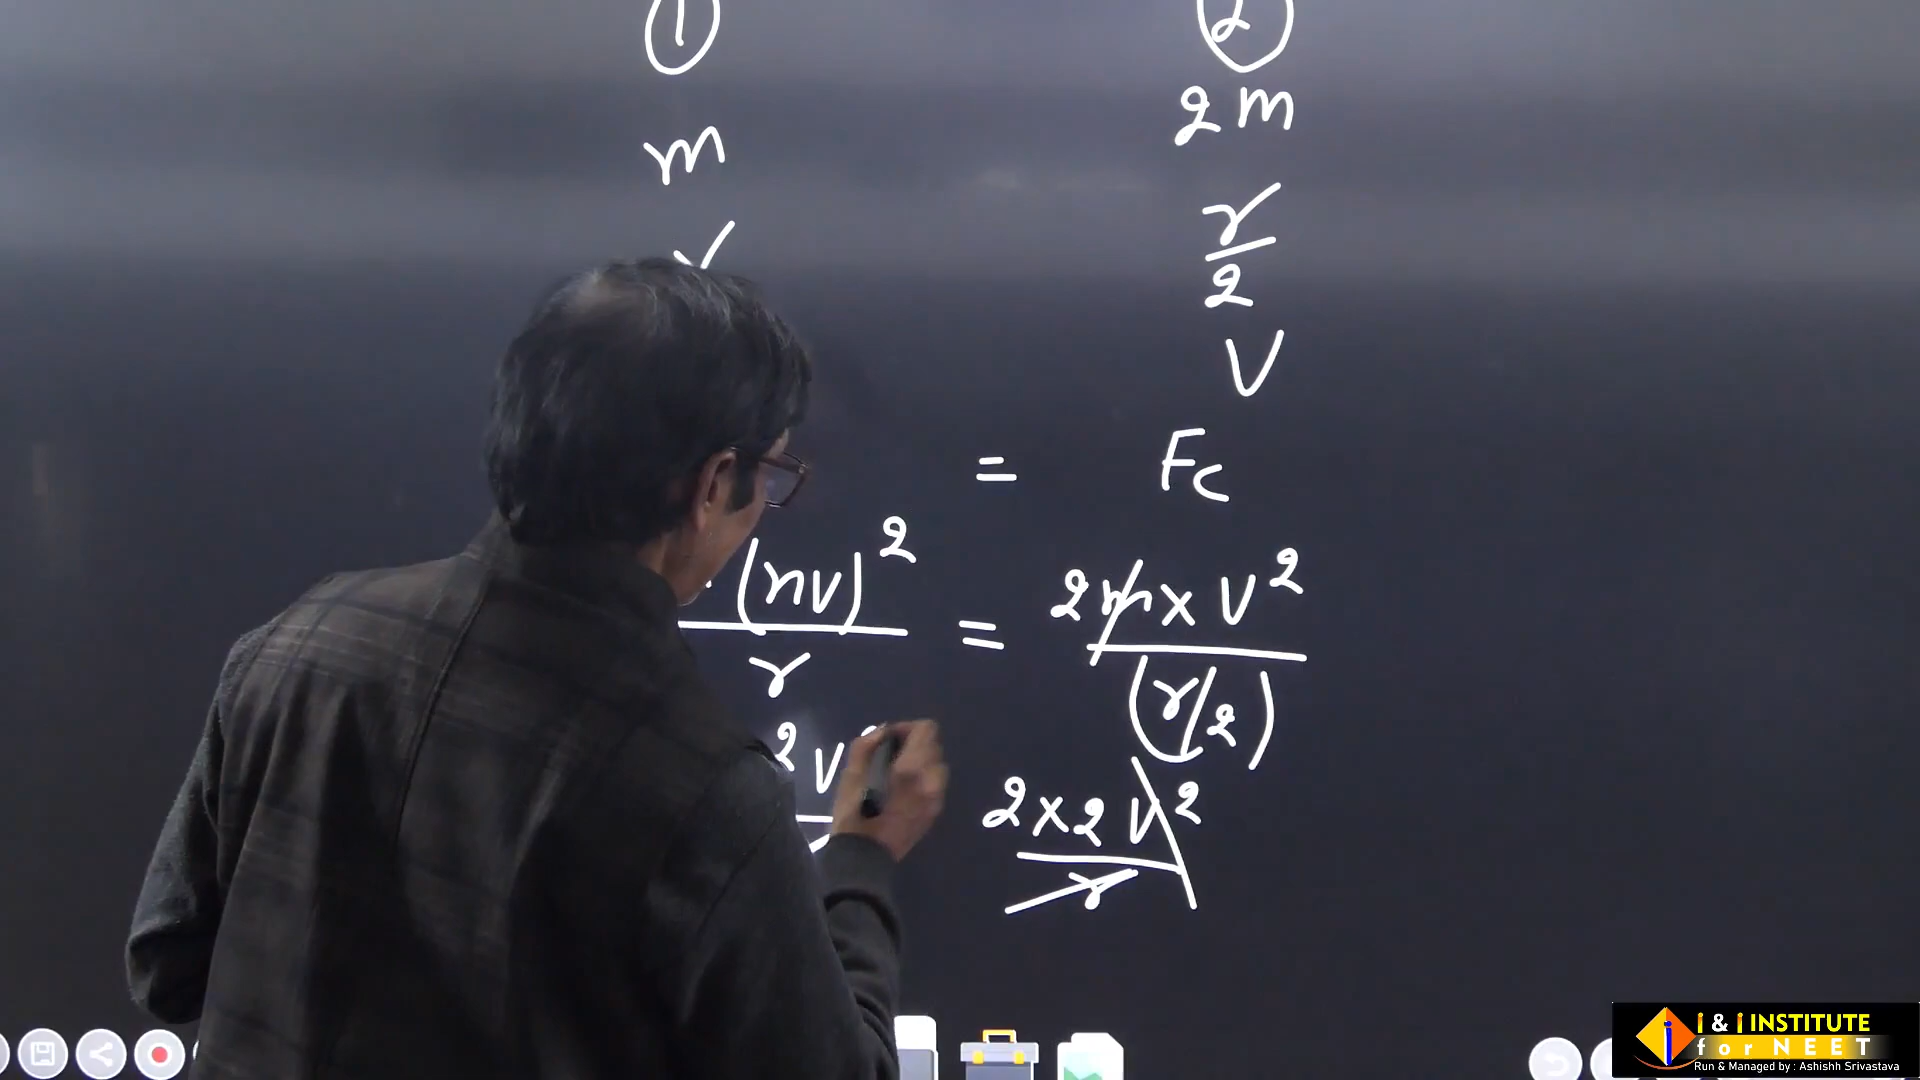 1 2
m 2m
r r/2
V
= Fc
(nv)² / r = 2m x V² / (r/2)
² v 2x2 V² / r
i & i INSTITUTE
for NEET
Run & Managed by : Ashishh Srivastava